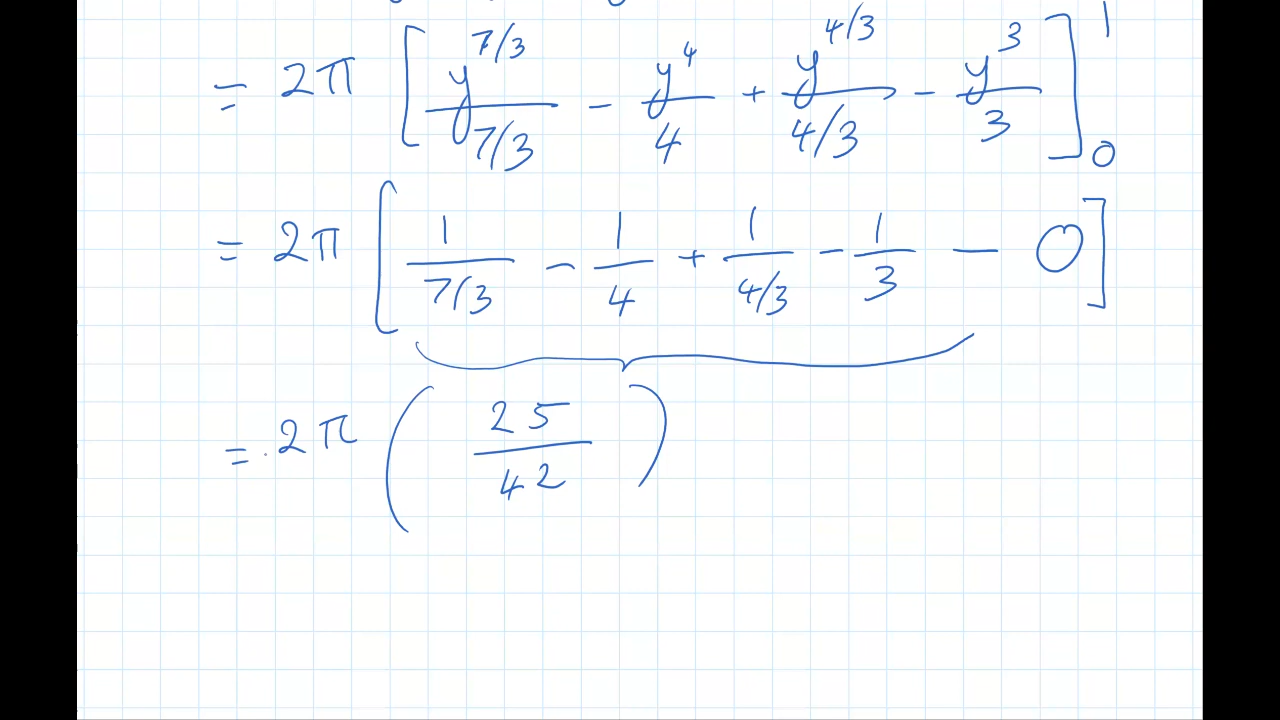 = 2π [ y^{7/3}/(7/3) - y^4/4 + y^{4/3}/(4/3) - y^3/3 ]_0^1
= 2π [ 1/(7/3) - 1/4 + 1/(4/3) - 1/3 - 0 ]
= 2π ( 25/42 )